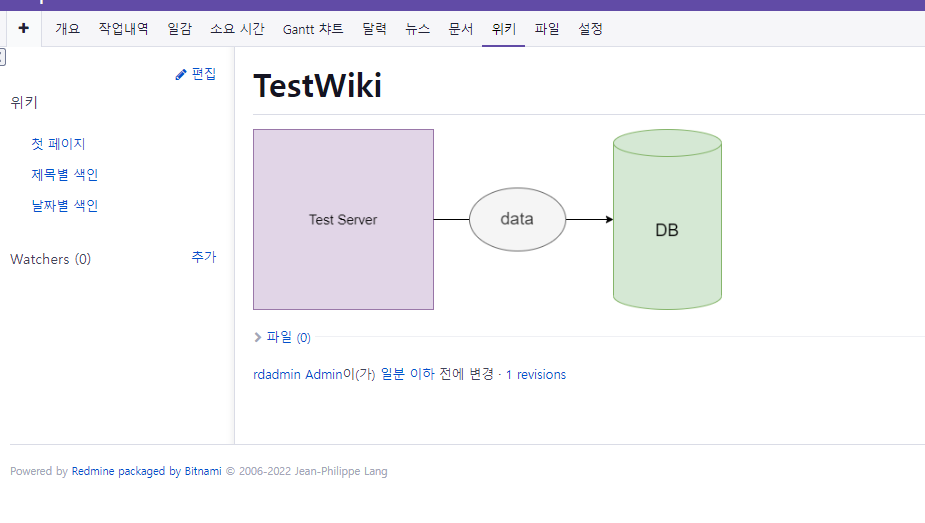 + 개요 작업내역 일감 소요 시간 Gantt 챠트 달력 뉴스 문서 위키 파일 설정
편집
위키
첫 페이지
제목별 색인
날짜별 색인
Watchers (0) 추가
TestWiki
Test Server
data
DB
파일 (0)
rdadmin Admin이(가) 일분 이하 전에 변경 · 1 revisions
Powered by Redmine packaged by Bitnami © 2006-2022 Jean-Philippe Lang